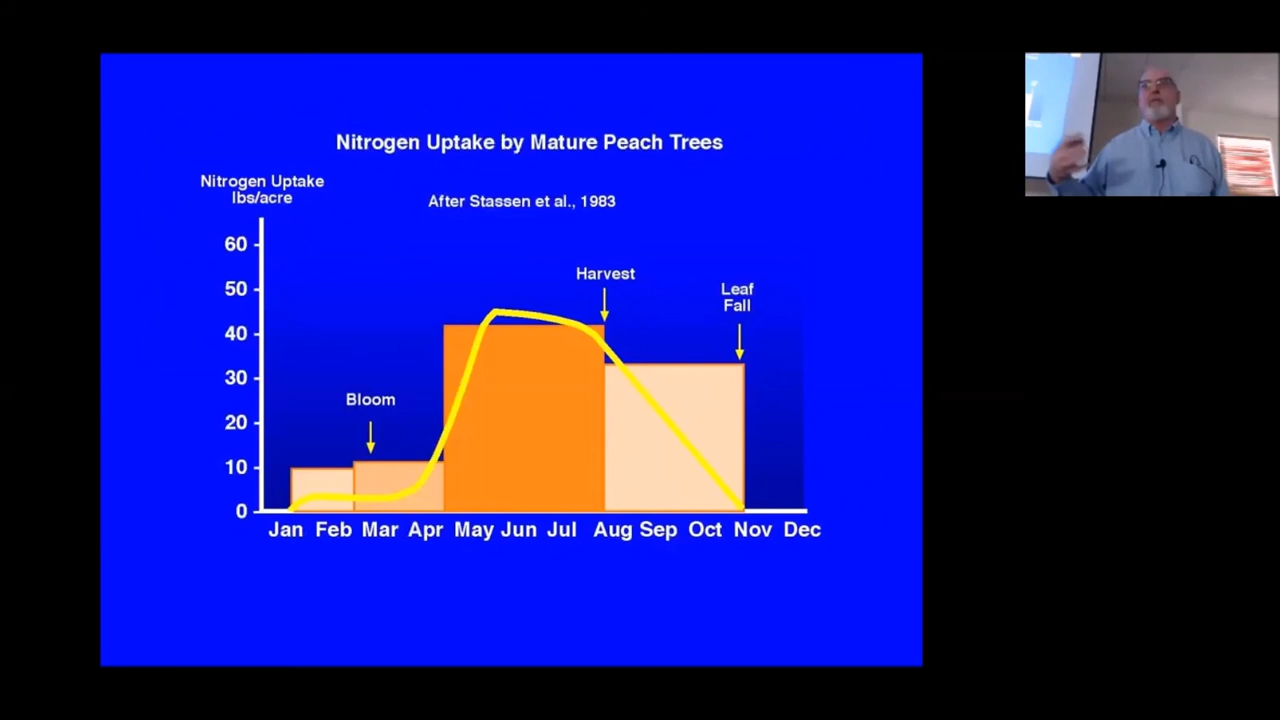 Nitrogen Uptake by Mature Peach Trees
Nitrogen Uptake
lbs/acre
After Stassen et al., 1983
60
50
40
30
20
10
0
Bloom
Harvest
Leaf
Fall
Jan Feb Mar Apr May Jun Jul Aug Sep Oct Nov Dec